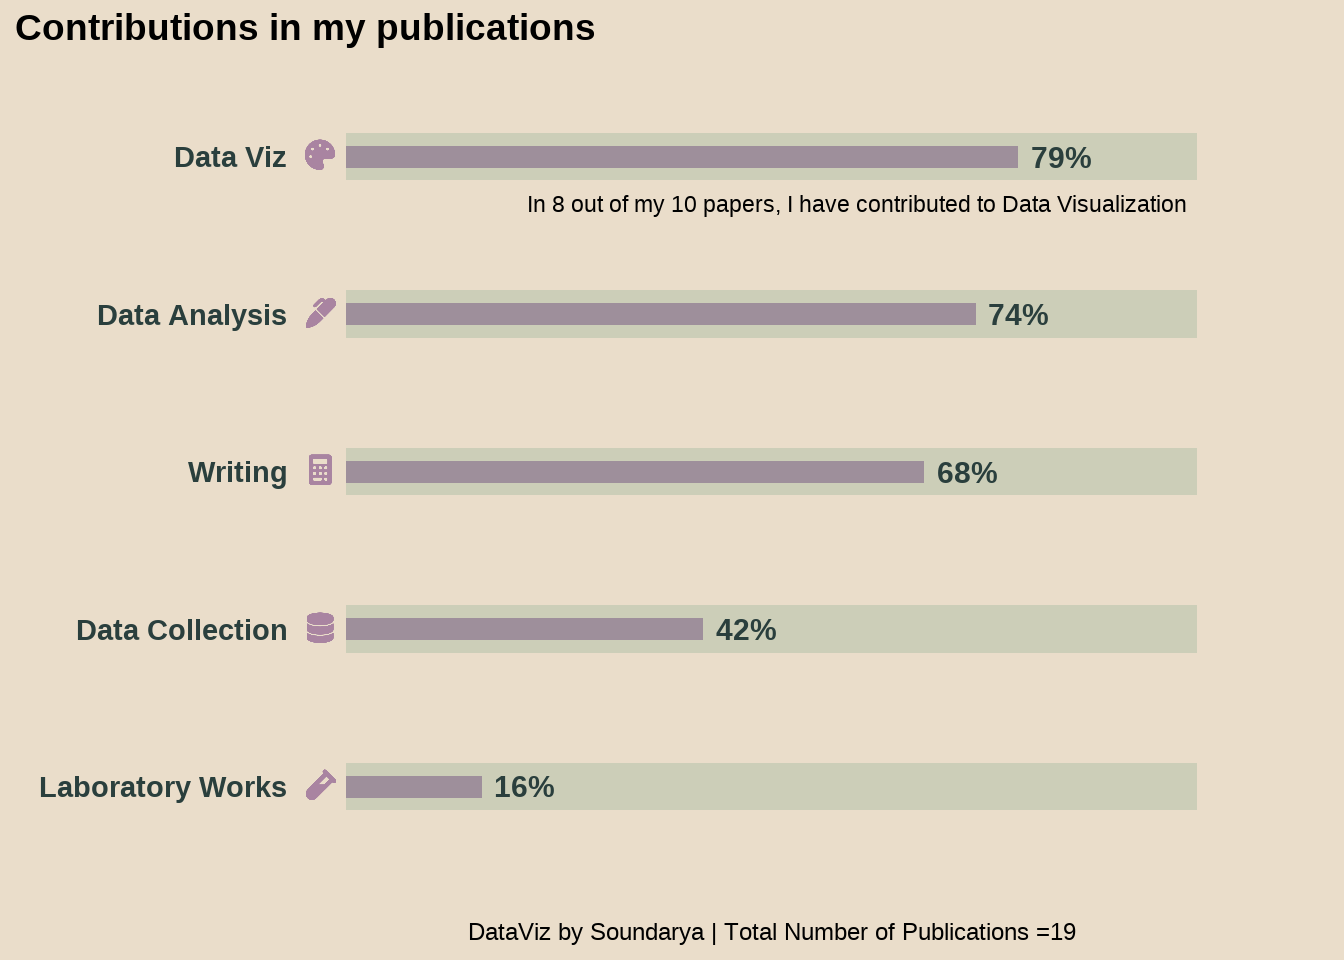 Contributions in my publications
Data Viz 79%
In 8 out of my 10 papers, I have contributed to Data Visualization
Data Analysis 74%
Writing 68%
Data Collection 42%
Laboratory Works 16%
DataViz by Soundarya | Total Number of Publications =19